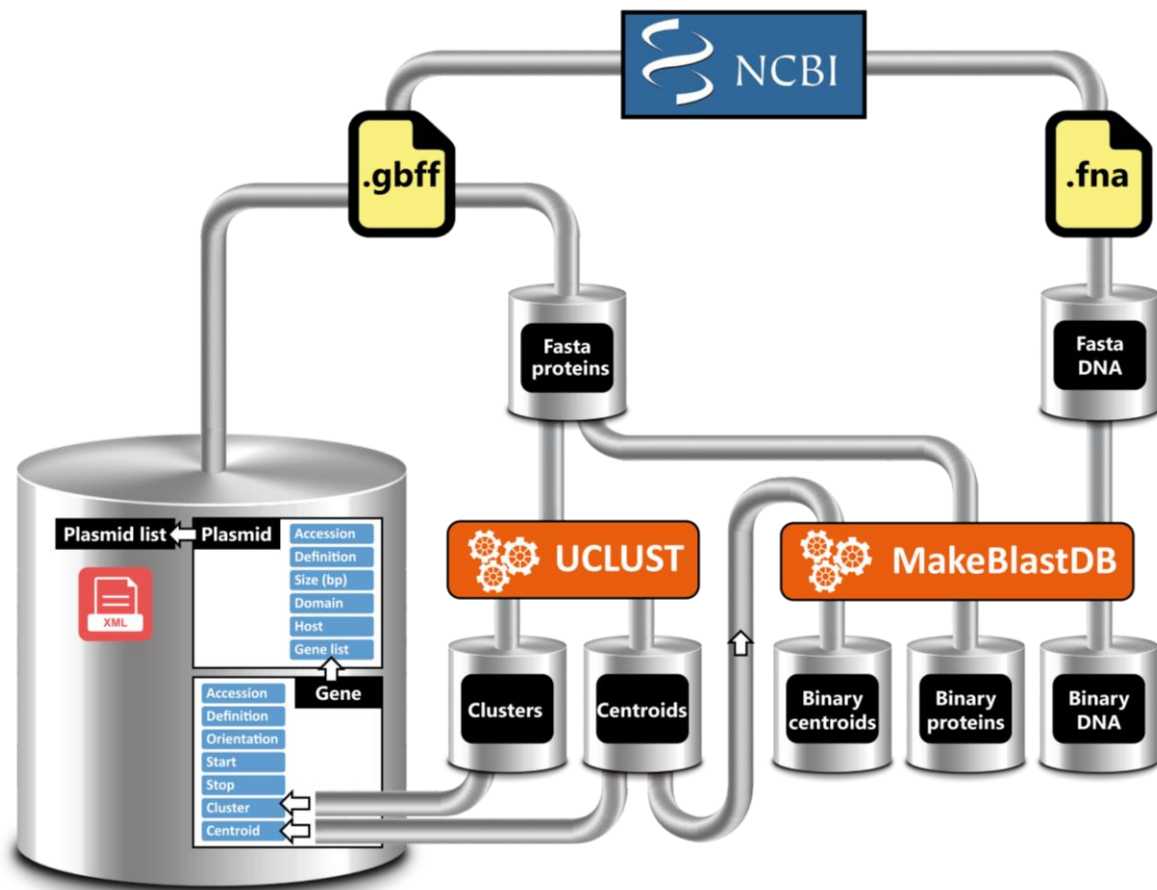 NCBI
.gbff
.fna
Fasta
proteins
Fasta
DNA
Plasmid list
Plasmid
Accession
Definition
Size (bp)
Domain
Host
Gene list
XML
Gene
Accession
Definition
Orientation
Start
Stop
Cluster
Centroid
UCLUST
MakeBlastDB
Clusters
Centroids
Binary
centroids
Binary
proteins
Binary
DNA